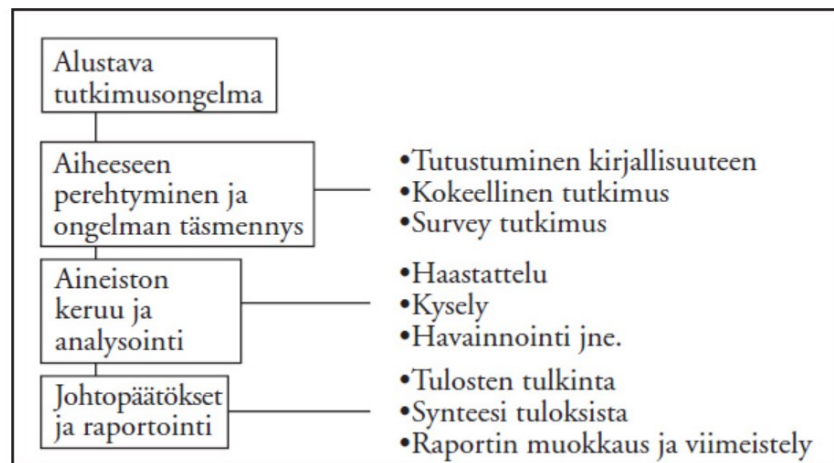 Alustava
tutkimusongelma
Aiheeseen
perehtyminen ja
ongelman täsmennys
•Tutustuminen kirjallisuuteen
•Kokeellinen tutkimus
•Survey tutkimus
Aineiston
keruu ja
analysointi
•Haastattelu
•Kysely
•Havainnointi jne.
Johtopäätökset
ja raportointi
•Tulosten tulkinta
•Synteesi tuloksista
•Raportin muokkaus ja viimeistely